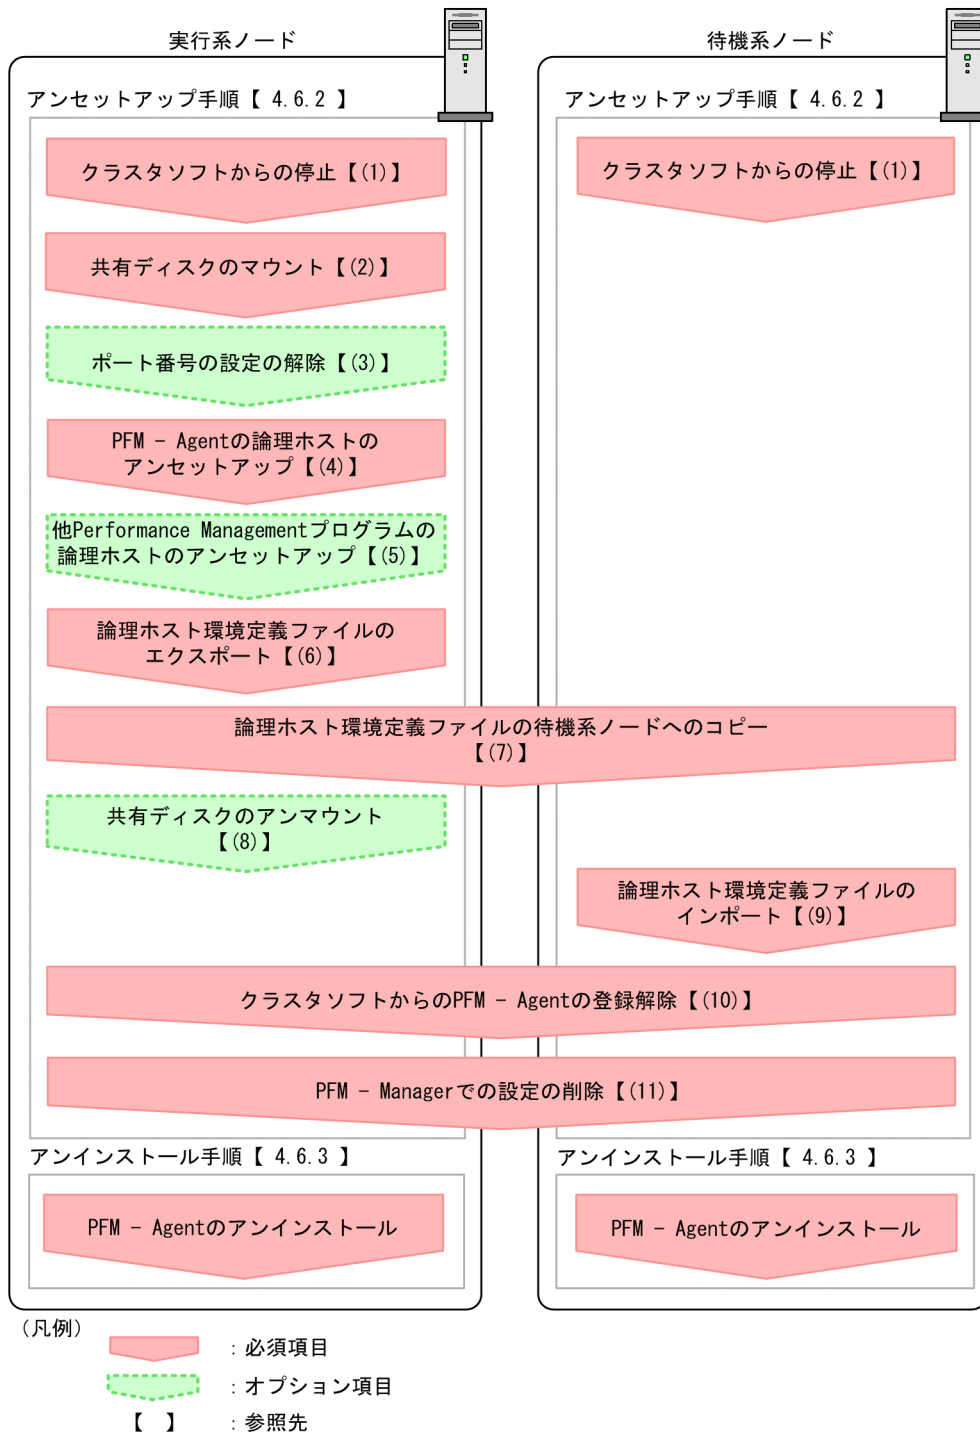 実行系ノード
待機系ノード
アンセットアップ手順【 4.6.2 】
アンセットアップ手順【 4.6.2 】
クラスタソフトからの停止【(1)】
クラスタソフトからの停止【(1)】
共有ディスクのマウント【(2)】
ポート番号の設定の解除【(3)】
PFM - Agentの論理ホストの
アンセットアップ【(4)】
他Performance Managementプログラムの
論理ホストのアンセットアップ【(5)】
論理ホスト環境定義ファイルの
エクスポート【(6)】
論理ホスト環境定義ファイルの待機系ノードへのコピー
【(7)】
共有ディスクのアンマウント
【(8)】
論理ホスト環境定義ファイルの
インポート【(9)】
クラスタソフトからのPFM - Agentの登録解除【(10)】
PFM - Managerでの設定の削除【(11)】
アンインストール手順【 4.6.3 】
アンインストール手順【 4.6.3 】
PFM - Agentのアンインストール
PFM - Agentのアンインストール
(凡例)
：必須項目
：オプション項目
【 】 ：参照先